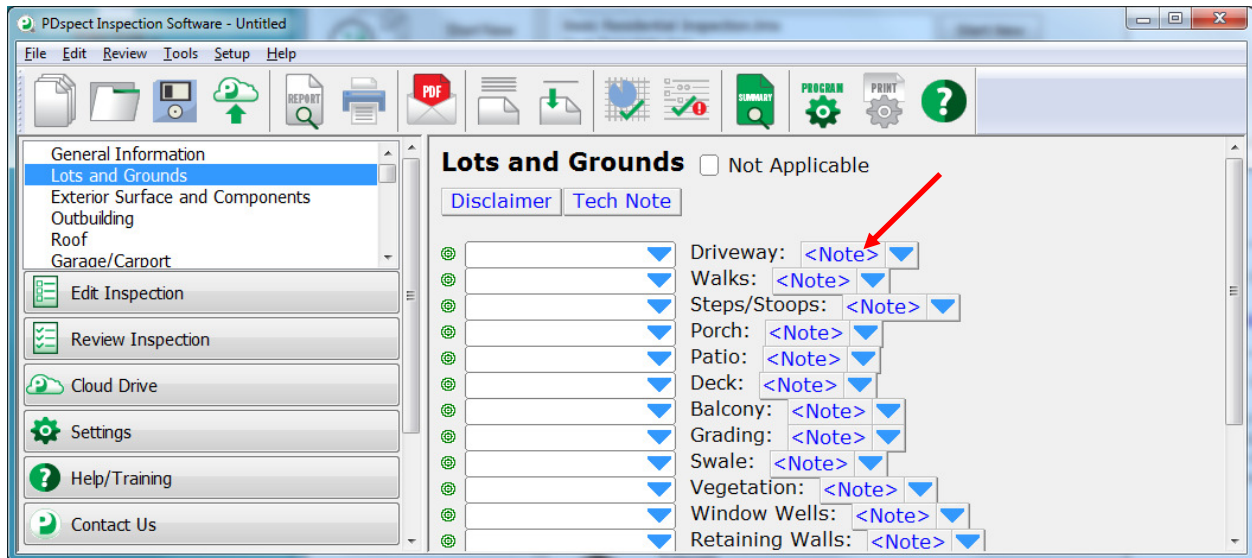 PDspect Inspection Software - Untitled
File Edit Review Tools Setup Help
REPORT PDF SUMMARY PROGRAM PRINT ?
General Information
Lots and Grounds
Exterior Surface and Components
Outbuilding
Roof
Garage/Carport
Edit Inspection
Review Inspection
Cloud Drive
Settings
Help/Training
Contact Us
Lots and Grounds Not Applicable
Disclaimer Tech Note
Driveway: <Note>
Walks: <Note>
Steps/Stoops: <Note>
Porch: <Note>
Patio: <Note>
Deck: <Note>
Balcony: <Note>
Grading: <Note>
Swale: <Note>
Vegetation: <Note>
Window Wells: <Note>
Retaining Walls: <Note>